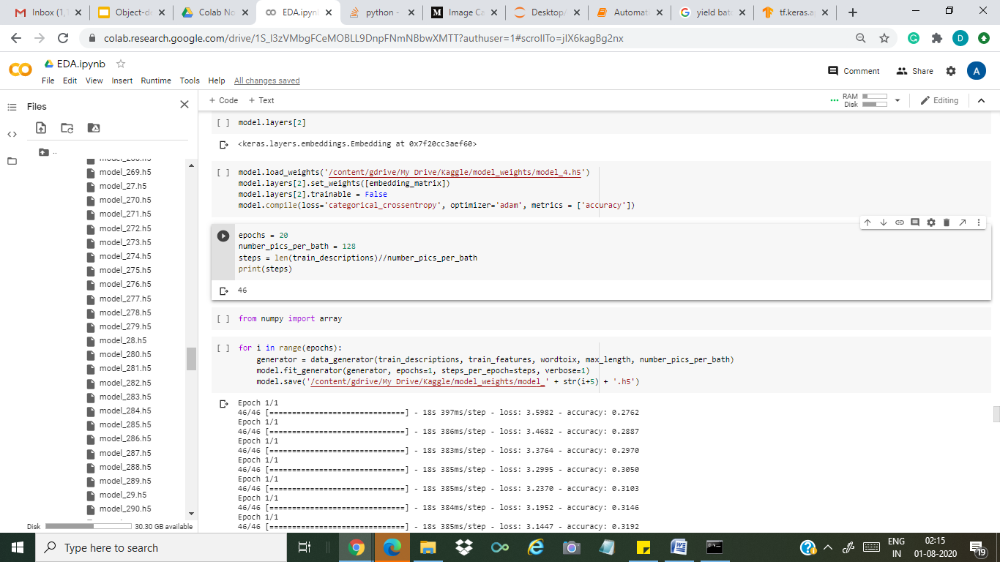 Inbox (1,1
Object-de
Colab No
EDA.ipynb
python -
Image Ca
Desktop/
Automati
yield batc
tf.keras.a
colab.research.google.com/drive/1S_l3zVMbgFCeMOBLL9DnpFNmNBbwXMTT?authuser=1#scrollTo=jlX6kagBg2nx
D
EDA.ipynb
Comment
Share
A
File Edit View Insert Runtime Tools Help All changes saved
Files
+ Code + Text
RAM
Disk
Editing
..
model_268.h5
model_269.h5
model_27.h5
model_270.h5
model_271.h5
model_272.h5
model_273.h5
model_274.h5
model_275.h5
model_276.h5
model_277.h5
model_278.h5
model_279.h5
model_28.h5
model_280.h5
model_281.h5
model_282.h5
model_283.h5
model_284.h5
model_285.h5
model_286.h5
model_287.h5
model_288.h5
model_289.h5
model_29.h5
model_290.h5
Disk 30.30 GB available
[ ] model.layers[2]
<keras.layers.embeddings.Embedding at 0x7f20cc3aef60>
[ ] model.load_weights('/content/gdrive/My Drive/Kaggle/model_weights/model_4.h5')
model.layers[2].set_weights([embedding_matrix])
model.layers[2].trainable = False
model.compile(loss='categorical_crossentropy', optimizer='adam', metrics = ['accuracy'])
epochs = 20
number_pics_per_bath = 128
steps = len(train_descriptions)//number_pics_per_bath
print(steps)
46
[ ] from numpy import array
[ ] for i in range(epochs):
generator = data_generator(train_descriptions, train_features, wordtoix, max_length, number_pics_per_bath)
model.fit_generator(generator, epochs=1, steps_per_epoch=steps, verbose=1)
model.save('/content/gdrive/My Drive/Kaggle/model_weights/model_' + str(i+5) + '.h5')
Epoch 1/1
46/46 [==============================] - 18s 397ms/step - loss: 3.5982 - accuracy: 0.2762
Epoch 1/1
46/46 [==============================] - 18s 386ms/step - loss: 3.4682 - accuracy: 0.2887
Epoch 1/1
46/46 [==============================] - 18s 383ms/step - loss: 3.3764 - accuracy: 0.2970
Epoch 1/1
46/46 [==============================] - 18s 385ms/step - loss: 3.2995 - accuracy: 0.3050
Epoch 1/1
46/46 [==============================] - 18s 385ms/step - loss: 3.2370 - accuracy: 0.3103
Epoch 1/1
46/46 [==============================] - 18s 384ms/step - loss: 3.1952 - accuracy: 0.3146
Epoch 1/1
46/46 [==============================] - 18s 385ms/step - loss: 3.1447 - accuracy: 0.3192
Type here to search
ENG
IN
02:15
01-08-2020
19